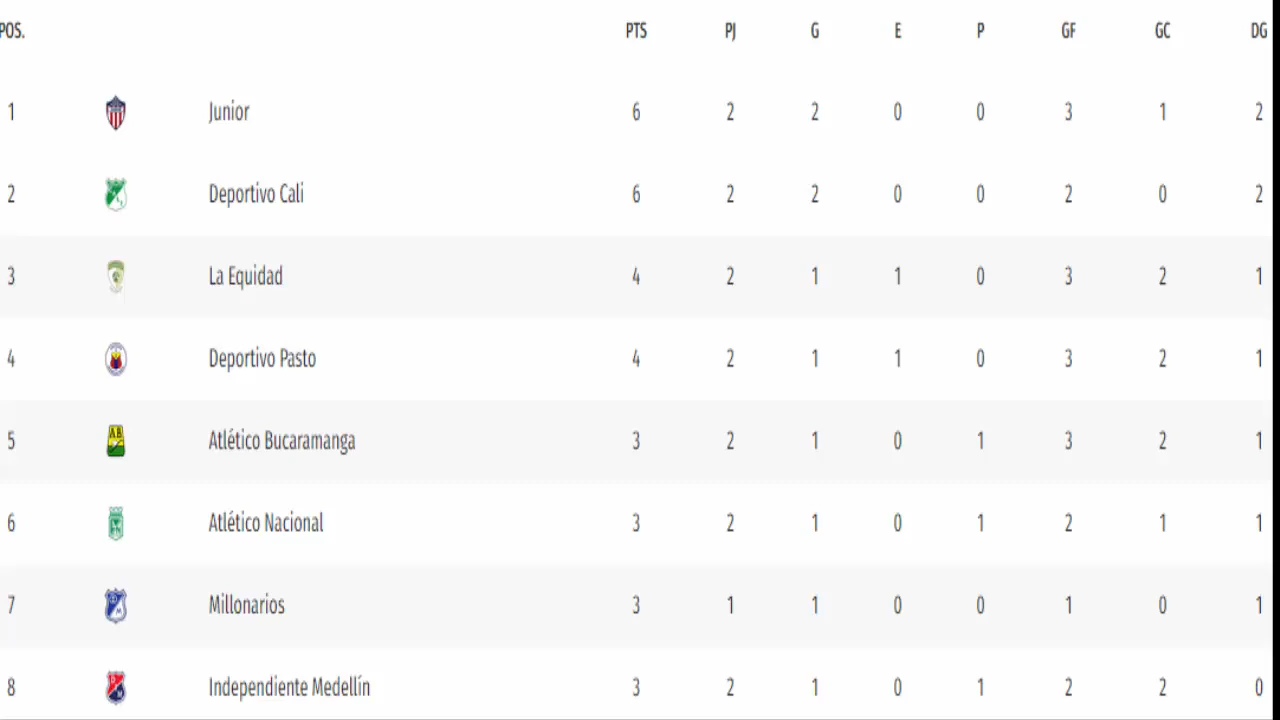 POS. PTS PJ G E P GF GC DG
1 Junior 6 2 2 0 0 3 1 2
2 Deportivo Cali 6 2 2 0 0 2 0 2
3 La Equidad 4 2 1 1 0 3 2 1
4 Deportivo Pasto 4 2 1 1 0 3 2 1
5 AB Atlético Bucaramanga 3 2 1 0 1 3 2 1
6 Atlético Nacional 3 2 1 0 1 2 1 1
7 Millonarios 3 1 1 0 0 1 0 1
8 Independiente Medellín 3 2 1 0 1 2 2 0